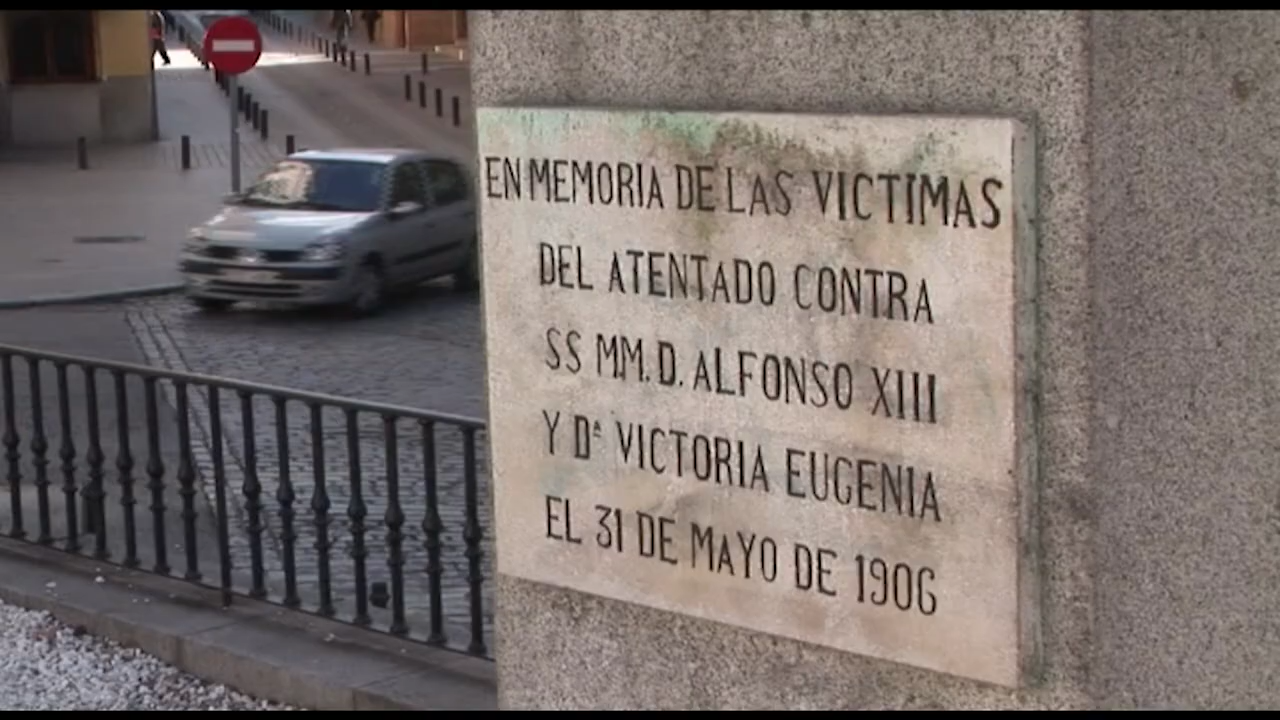 EN MEMORIA DE LAS VICTIMAS
DEL ATENTADO CONTRA
SS MM. D. ALFONSO XIII
Y Dª VICTORIA EUGENIA
EL 31 DE MAYO DE 1906